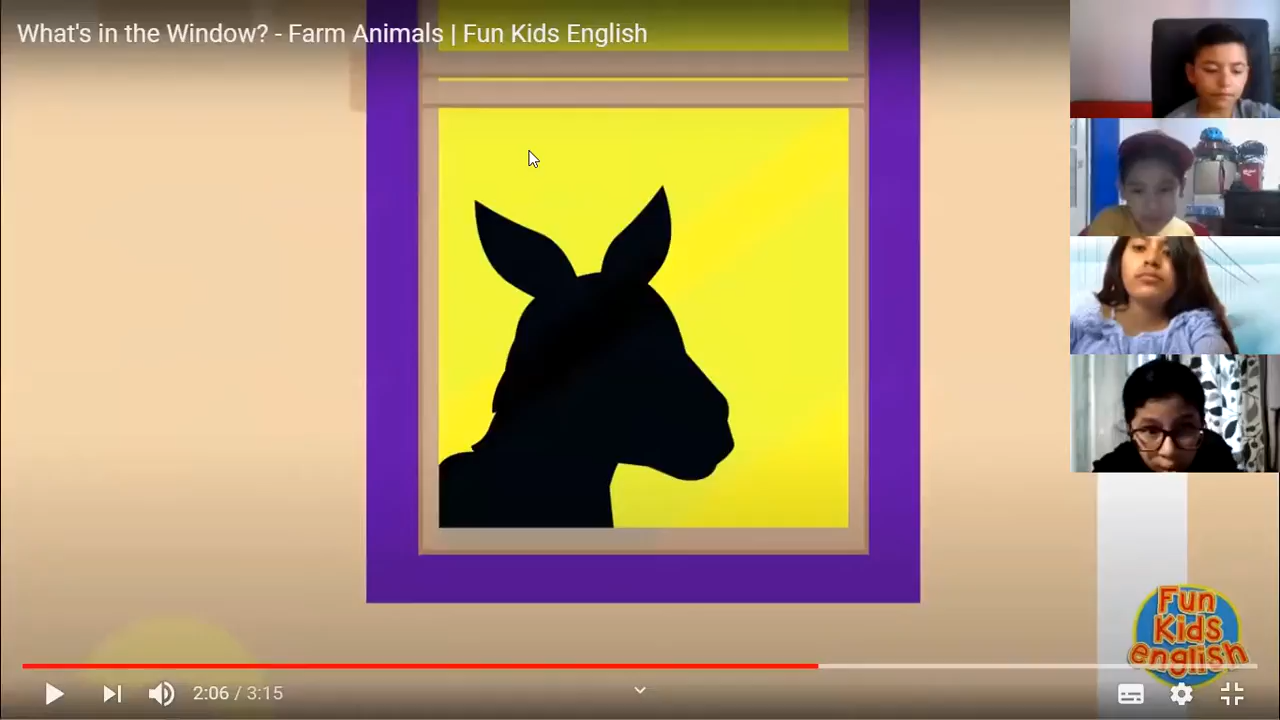 What's in the Window? - Farm Animals | Fun Kids English
Fun
Kids
english
2:06 / 3:15